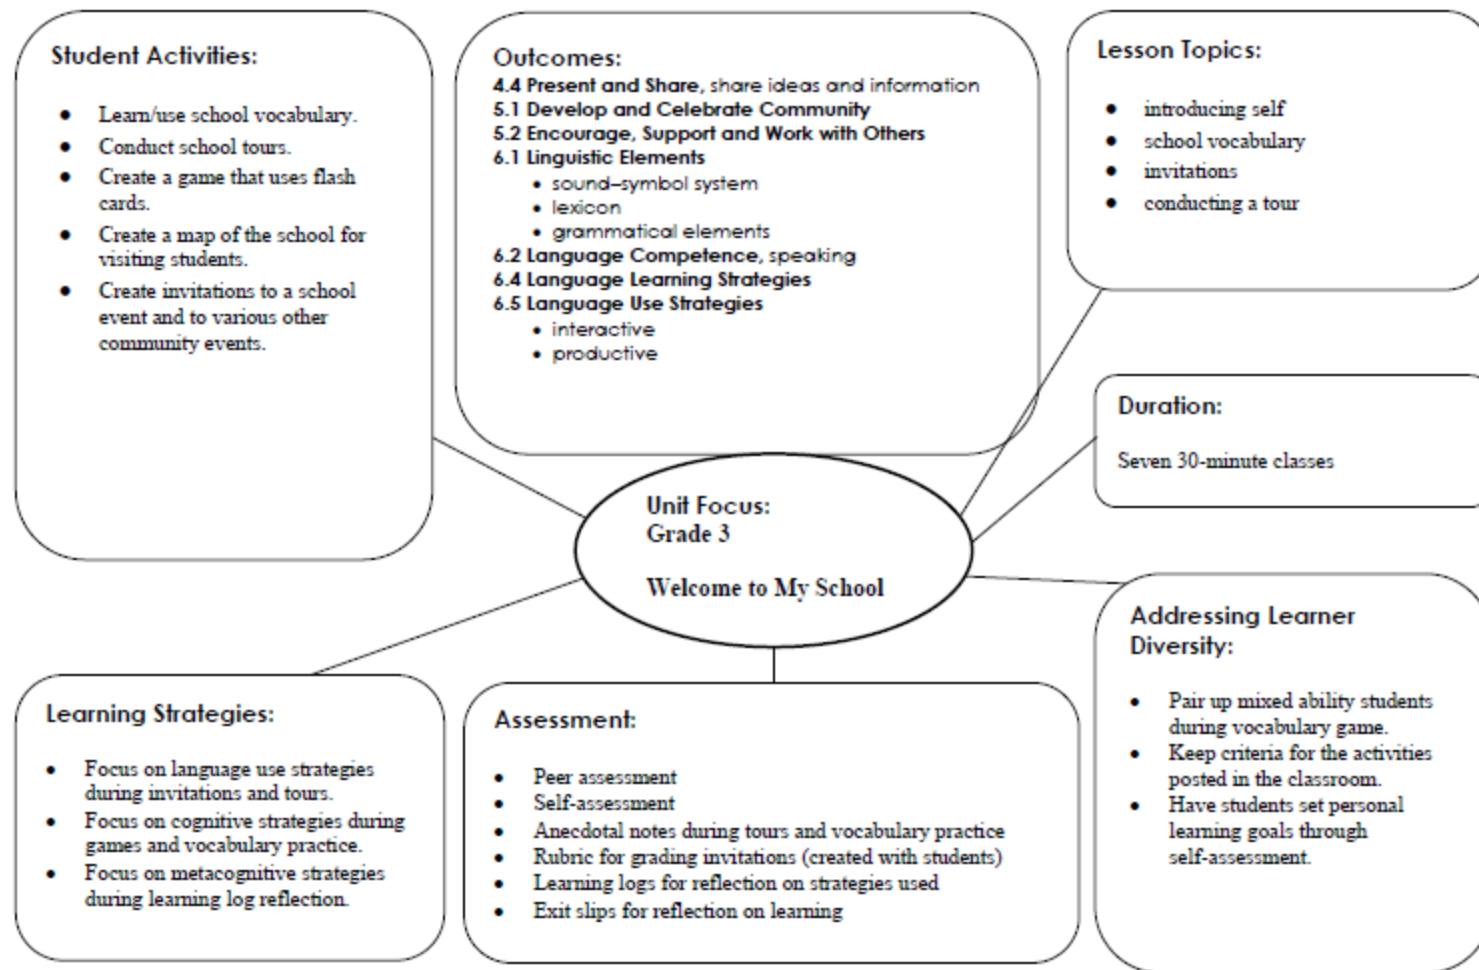 Student Activities:
● Learn/use school vocabulary.
● Conduct school tours.
● Create a game that uses flash
cards.
● Create a map of the school for
visiting students.
● Create invitations to a school
event and to various other
community events.
Outcomes:
4.4 Present and Share, share ideas and information
5.1 Develop and Celebrate Community
5.2 Encourage, Support and Work with Others
6.1 Linguistic Elements
• sound–symbol system
• lexicon
• grammatical elements
6.2 Language Competence, speaking
6.4 Language Learning Strategies
6.5 Language Use Strategies
• interactive
• productive
Lesson Topics:
● introducing self
● school vocabulary
● invitations
● conducting a tour
Duration:
Seven 30-minute classes
Unit Focus:
Grade 3
Welcome to My School
Addressing Learner
Diversity:
• Pair up mixed ability students
during vocabulary game.
• Keep criteria for the activities
posted in the classroom.
• Have students set personal
learning goals through
self-assessment.
Learning Strategies:
• Focus on language use strategies
during invitations and tours.
• Focus on cognitive strategies during
games and vocabulary practice.
• Focus on metacognitive strategies
during learning log reflection.
Assessment:
• Peer assessment
• Self-assessment
• Anecdotal notes during tours and vocabulary practice
• Rubric for grading invitations (created with students)
• Learning logs for reflection on strategies used
• Exit slips for reflection on learning